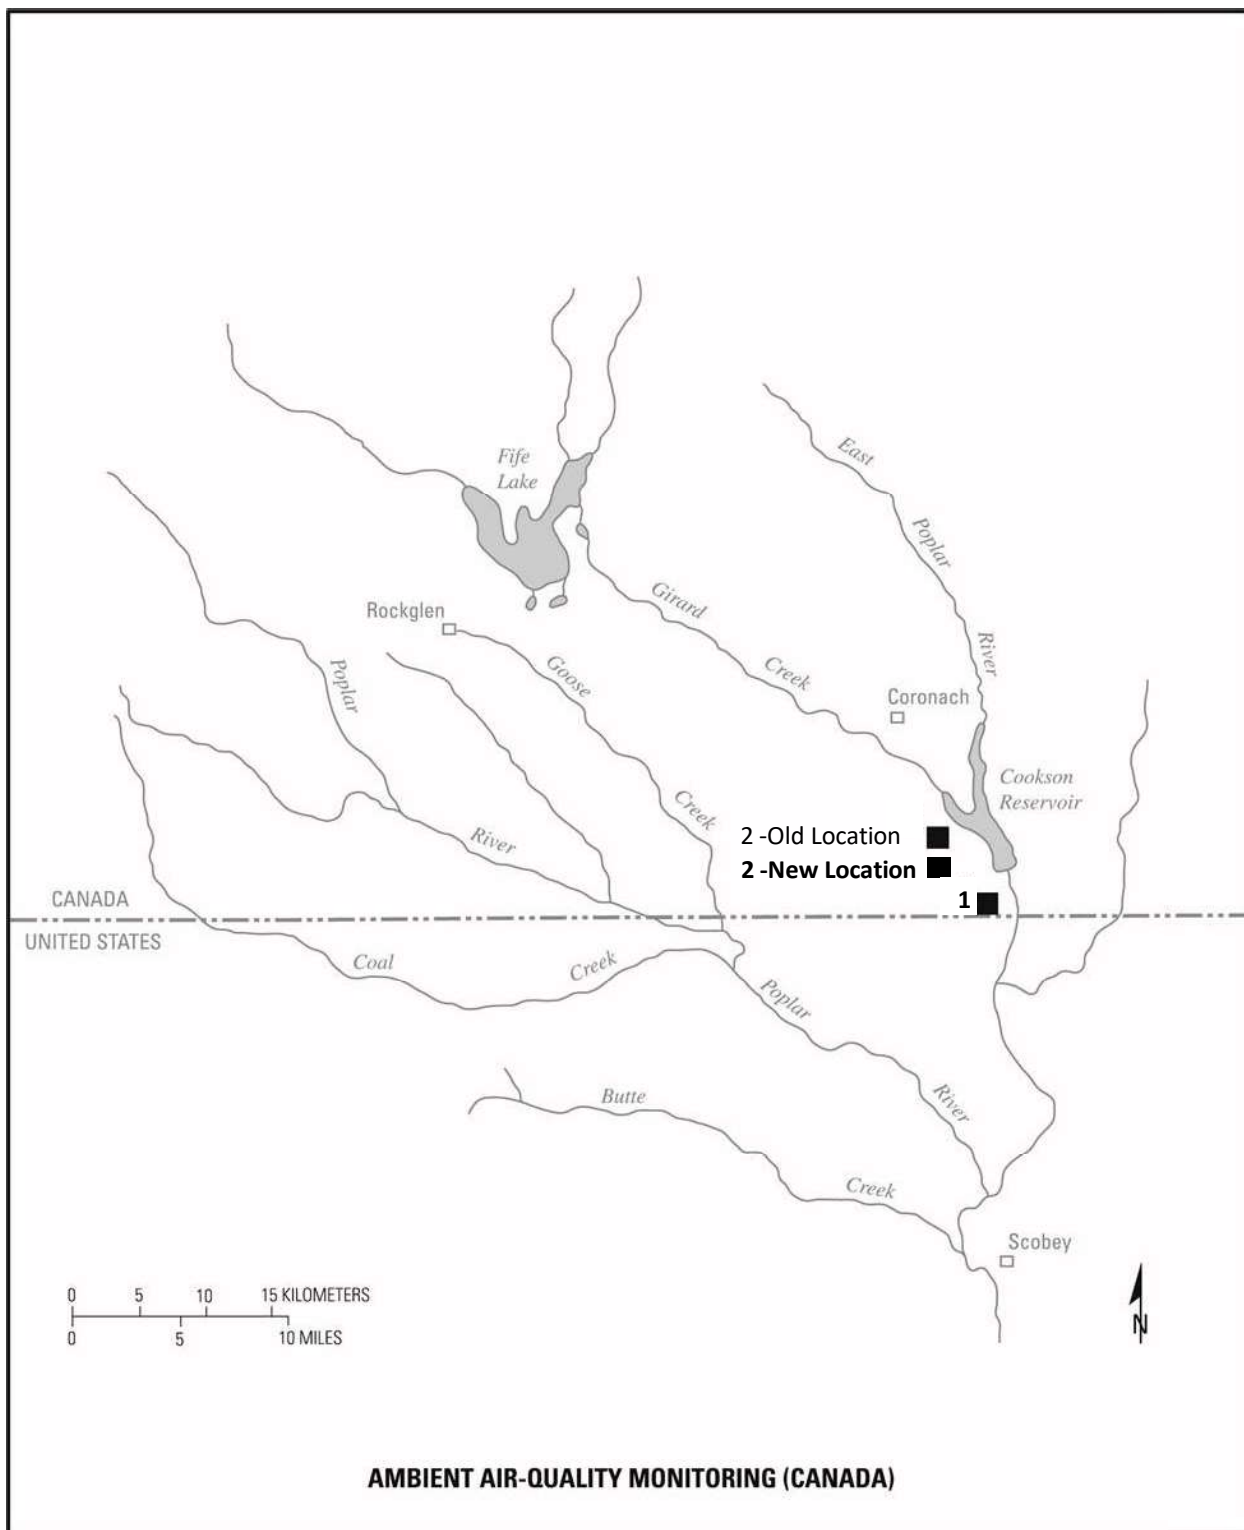 Fife
Lake
East
Poplar
River
Rockglen
Girard
Creek
Goose
Creek
Poplar
River
Coronach
Cookson
Reservoir
2 -Old Location
2 -New Location
1
CANADA
UNITED STATES
Coal
Creek
Poplar
River
Butte
Creek
Scobey
0 5 10 15 KILOMETERS
0 5 10 MILES
N
AMBIENT AIR-QUALITY MONITORING (CANADA)